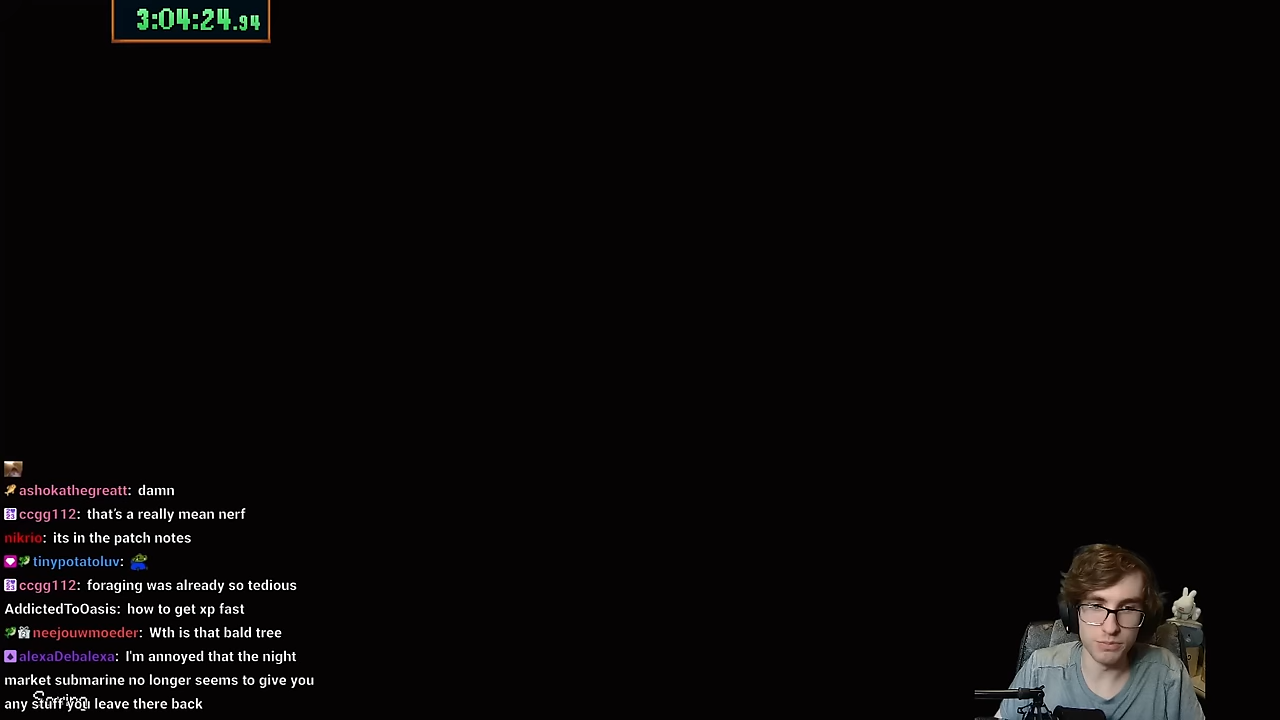 3:04:24.94
ashokathegreatt: damn
ccgg112: that's a really mean nerf
nikrio: its in the patch notes
tinypotatoluv:
ccgg112: foraging was already so tedious
AddictedToOasis: how to get xp fast
neejouwmoeder: Wth is that bald tree
alexaDebalexa: I'm annoyed that the night
market submarine no longer seems to give you
any stuff you leave there back